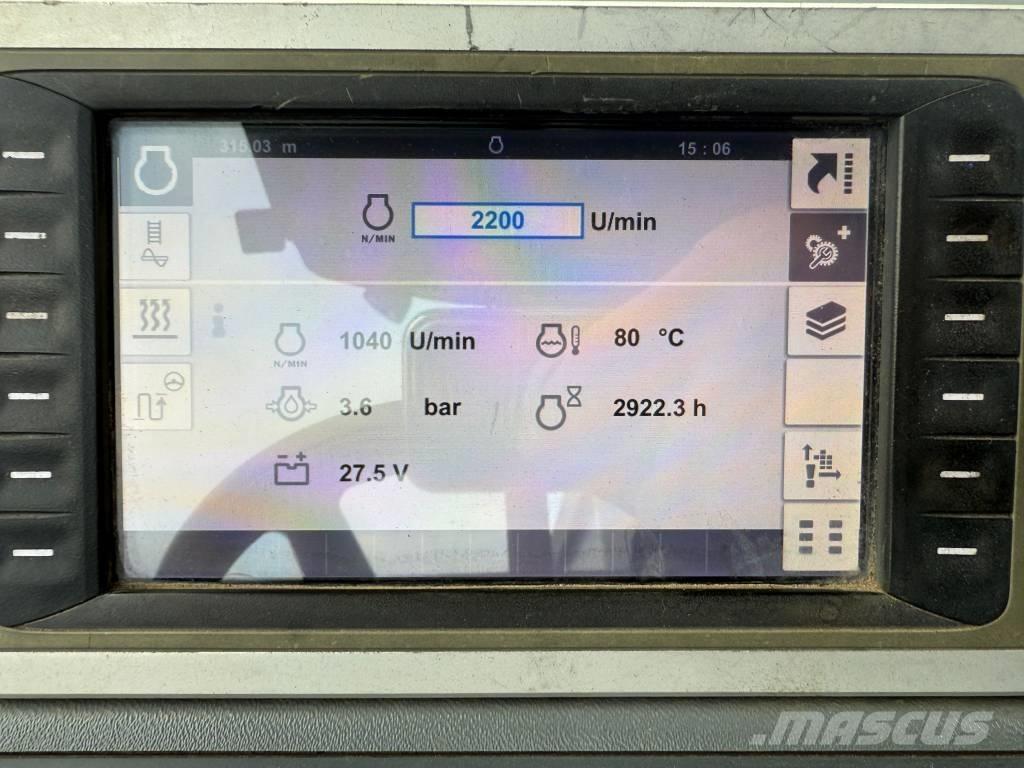 315.03 m 15 : 06
N/MIN 2200 U/min
1040 U/min 80 °C
N/MIN
3.6 bar 2922.3 h
27.5 V
MASCUS